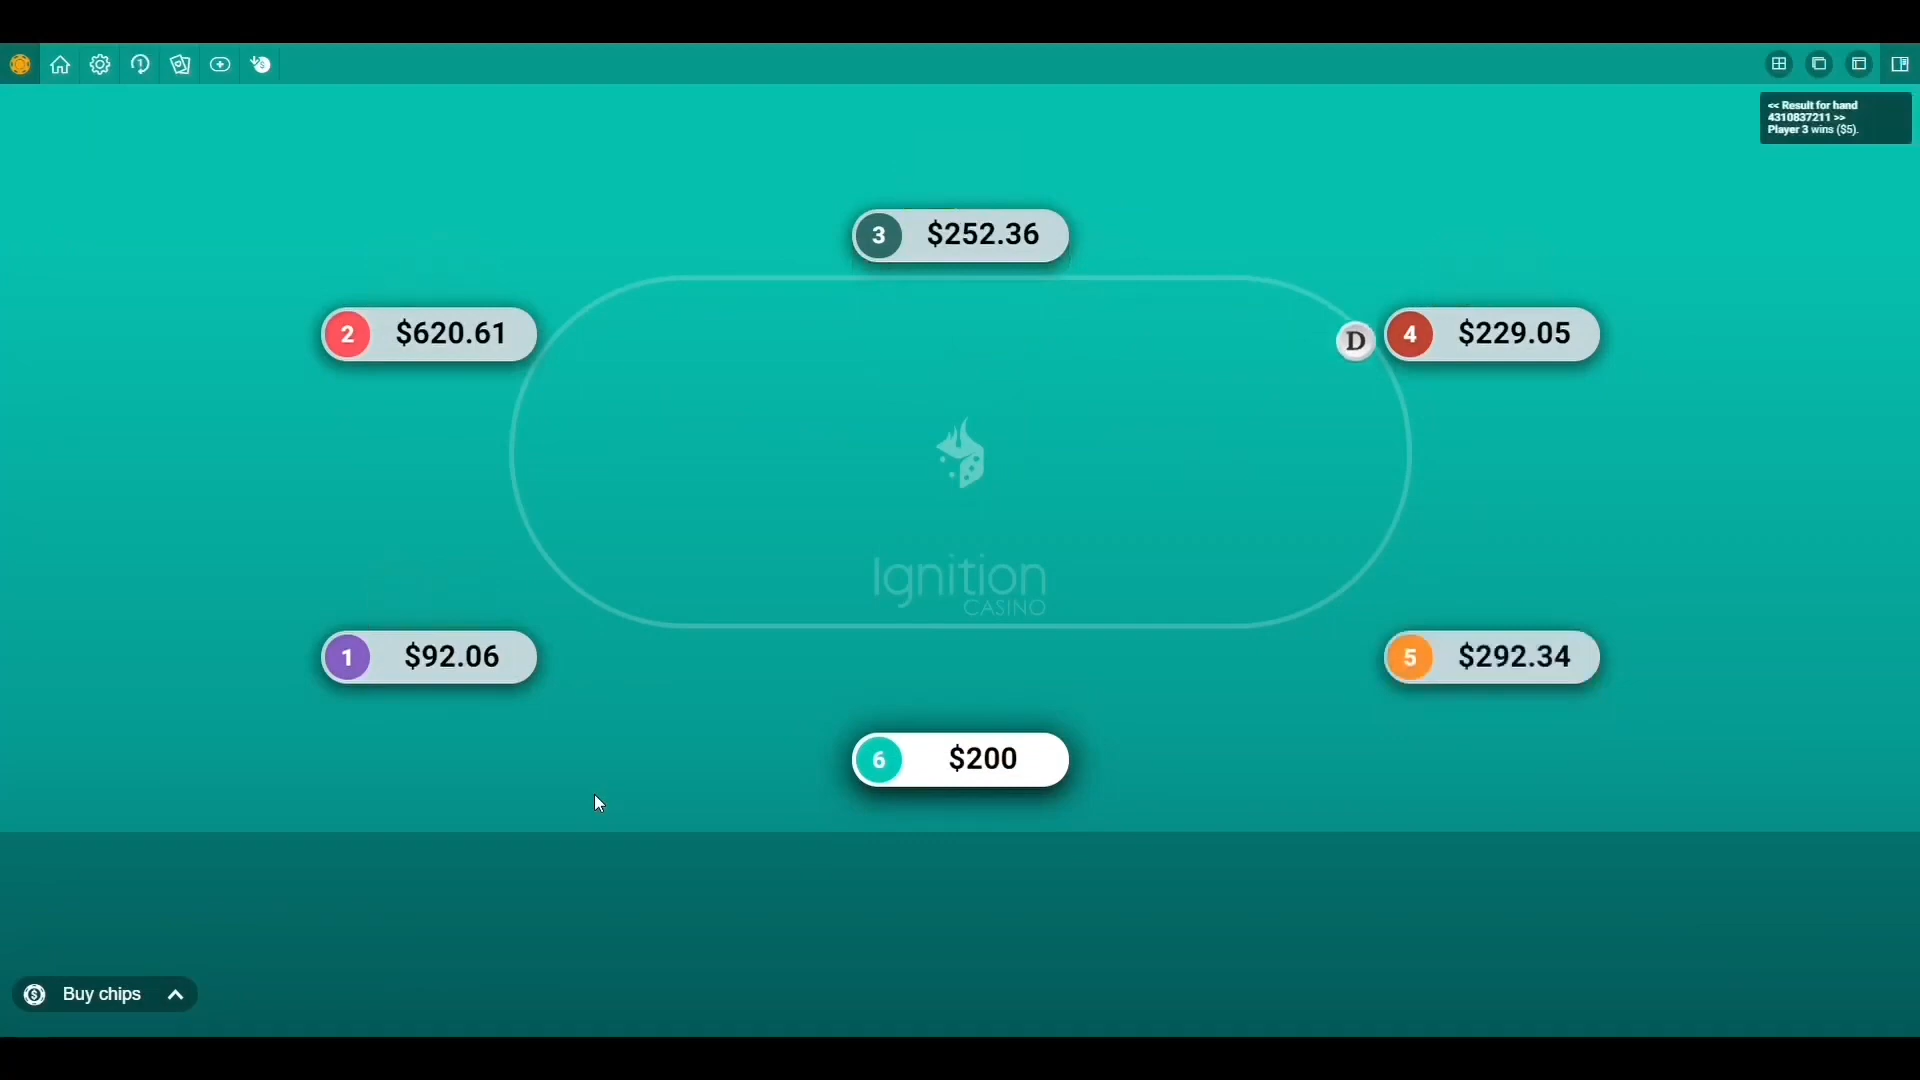 << Result for hand
4310837211 >>
Player 3 wins ($5).
3 $252.36
2 $620.61
D
4 $229.05
Ignition
CASINO
1 $92.06
5 $292.34
6 $200
Buy chips